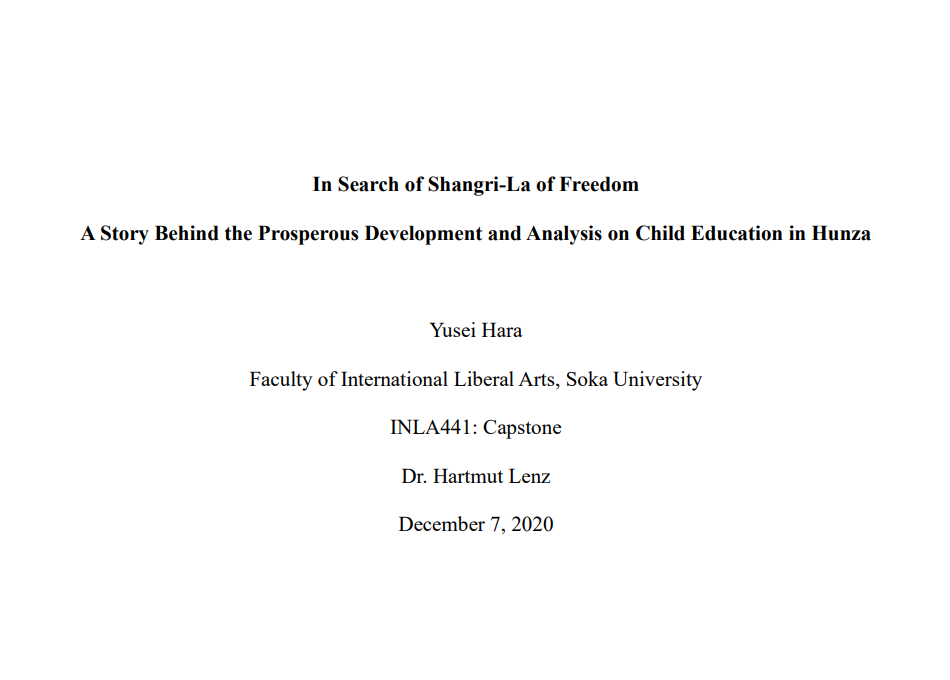 In Search of Shangri-La of Freedom
A Story Behind the Prosperous Development and Analysis on Child Education in Hunza
Yusei Hara
Faculty of International Liberal Arts, Soka University
INLA441: Capstone
Dr. Hartmut Lenz
December 7, 2020